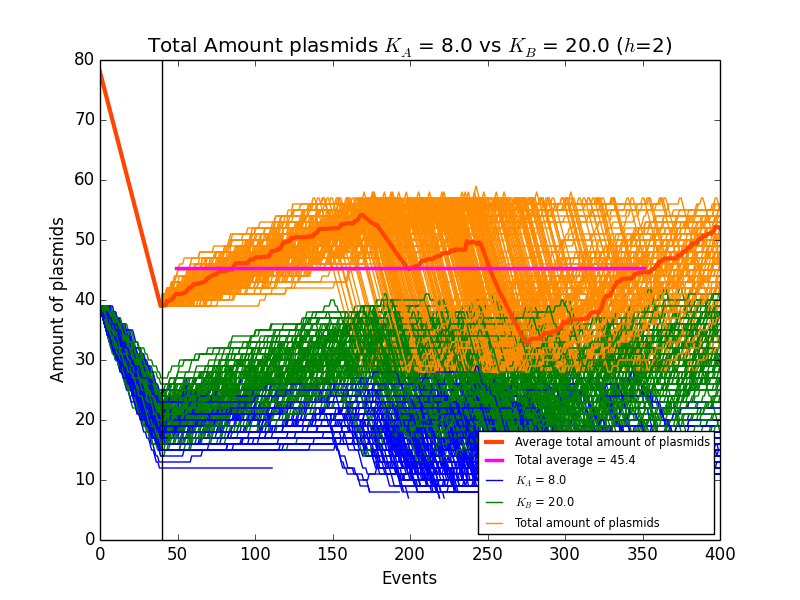 Total Amount plasmids K_A = 8.0 vs K_B = 20.0 (h=2)
80
70
60
50
40
30
20
10
0
Amount of plasmids
0 50 100 150 200 250 300 350 400
Events
Average total amount of plasmids
Total average = 45.4
K_A = 8.0
K_B = 20.0
Total amount of plasmids